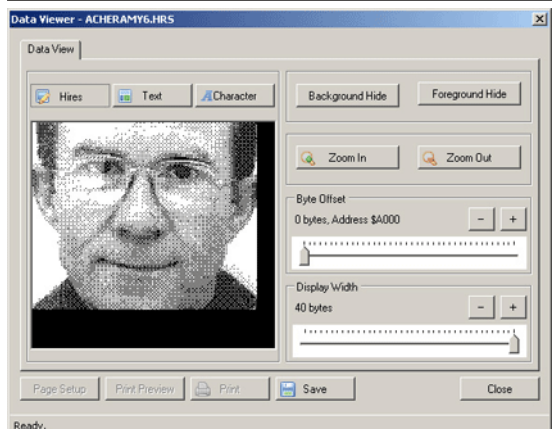 Data Viewer - ACHERAMY6.HRS
Data View
Hires Text Character
Background Hide Foreground Hide
Zoom In Zoom Out
Byte Offset
0 bytes, Address $A000
- +
Display Width
40 bytes
- +
Page Setup Print Preview Print Save Close
Ready.